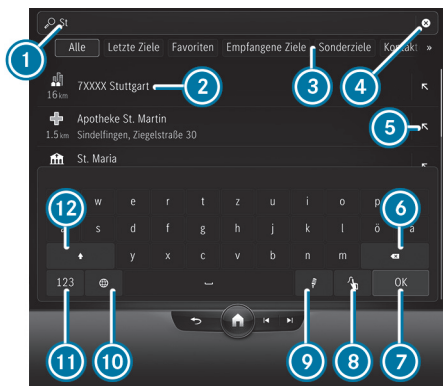 St
Alle Letzte Ziele Favoriten Empfangene Ziele Sonderziele »
1 2 3 4
16 km 7XXXX Stuttgart
Apotheke St. Martin
1.5 km Sindelfingen, Ziegelstraße 30
5
St. Maria
12 w e r t z u i o p 6
a s d f g h j k l ö ä
y x c v b n m
123 OK
11 10 9 8 7